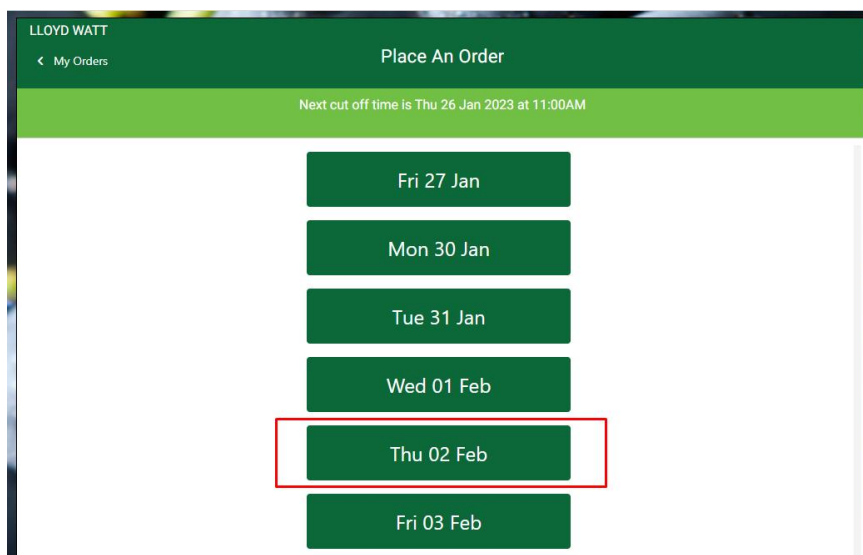 LLOYD WATT
My Orders
Place An Order
Next cut off time is Thu 26 Jan 2023 at 11:00AM
Fri 27 Jan
Mon 30 Jan
Tue 31 Jan
Wed 01 Feb
Thu 02 Feb
Fri 03 Feb